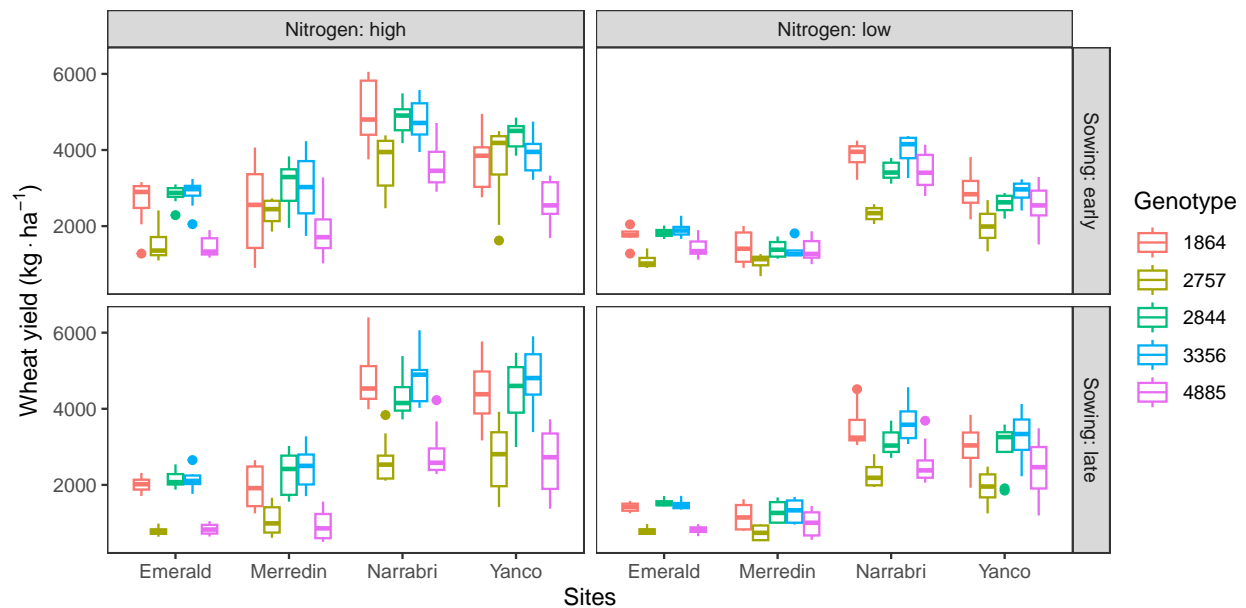 Nitrogen: high
Nitrogen: low
6000
4000
2000
6000
4000
2000
Wheat yield (kg · ha⁻¹)
Sowing: early
Sowing: late
Genotype
1864
2757
2844
3356
4885
Emerald Merredin Narrabri Yanco
Emerald Merredin Narrabri Yanco
Sites